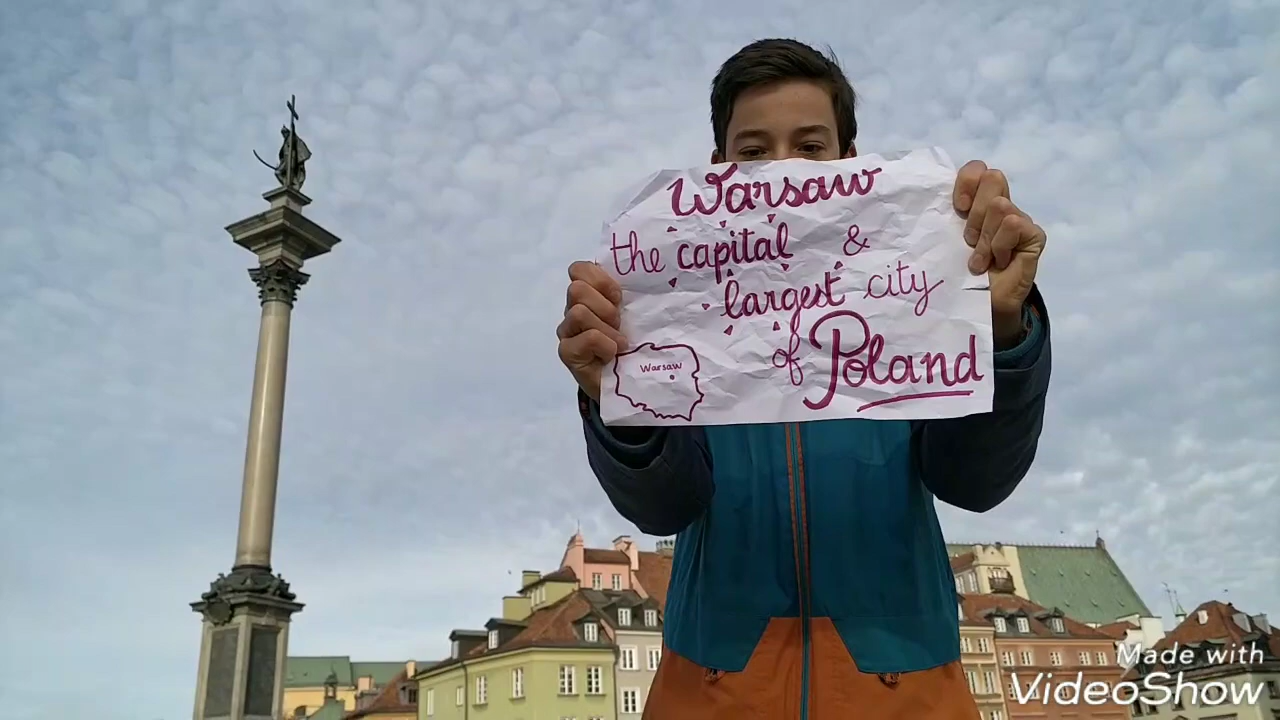 Warsaw
the capital &
largest city
of Poland
Warsaw
Made with
VideoShow